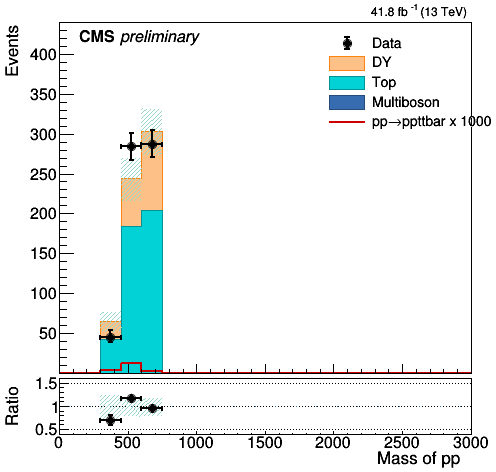 41.8 fb⁻¹ (13 TeV)
CMS preliminary
Events
400
350
300
250
200
150
100
50
Data
DY
Top
Multiboson
pp→ppttbar x 1000
Ratio
1.5
1
0.5
0 500 1000 1500 2000 2500 3000
Mass of pp